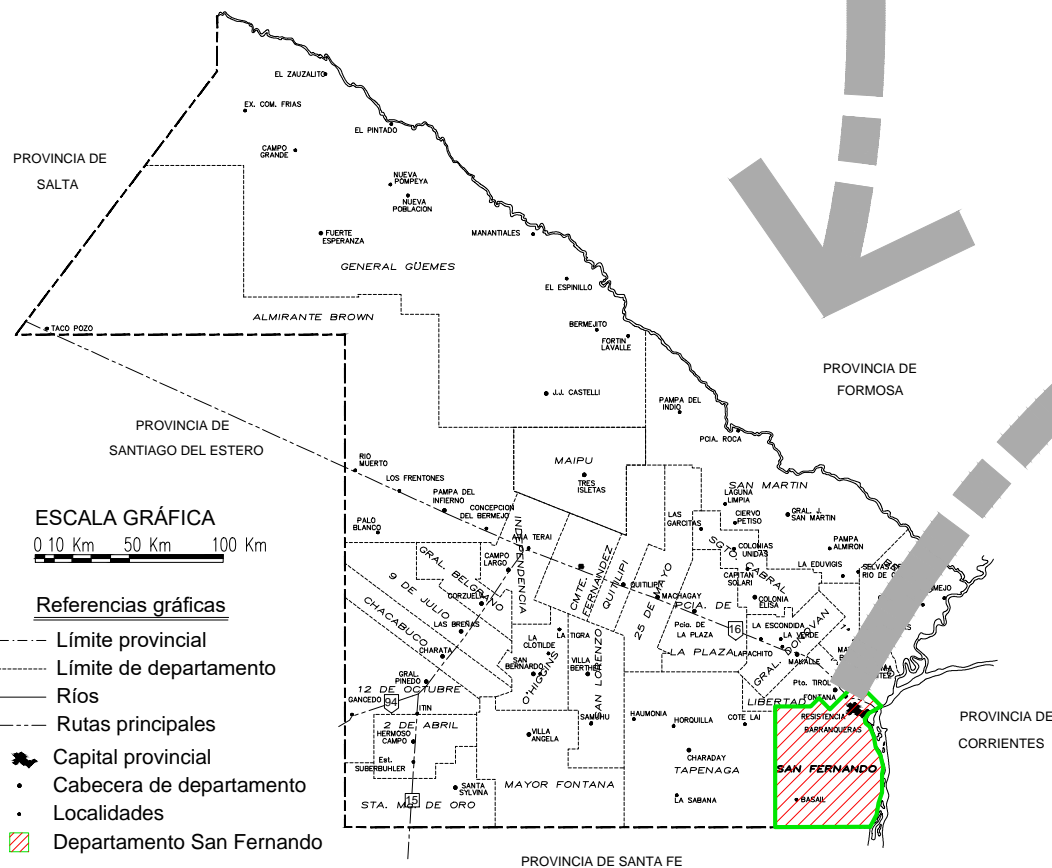 EL ZAUZALITO
EX. COM. FRIAS
EL PINTADO
PROVINCIA DE
SALTA
CAMPO
GRANDE
NUEVA
POMPEYA
NUEVA
POBLACION
FUERTE
ESPERANZA
MANANTIALES
GENERAL GÜEMES
EL ESPINILLO
ALMIRANTE BROWN
TACO POZO
BERMEJITO
FORTIN
LAVALLE
PROVINCIA DE
FORMOSA
J.J. CASTELLI
PAMPA DEL
INDIO
PROVINCIA DE
SANTIAGO DEL ESTERO
PCIA. ROCA
RIO
MUERTO
MAIPU
TRES
ISLETAS
LOS FRENTONES
SAN MARTIN
PAMPA DEL
INFIERNO
CONCEPCION
DEL BERMEJO
LAGUNA
LIMPIA
CIERVO
PETISO
GRAL. J.
SAN MARTIN
ESCALA GRÁFICA
0 10 Km 50 Km 100 Km
PALO
BLANCO
INDEPENDENCIA
LAS
GARCITAS
SGTO. CABRAL
COLONIAS
UNIDAS
PAMPA
ALMIRON
GRAL. BELGRANO
CAMPO
LARGO
CMTE.
FERNANDEZ
QUITILIPI
25 DE MAYO
CAPITAN
SOLARI
LA EDUVIGIS
SELVAS
RIO DE
Referencias gráficas
9 DE JULIO
CORZUELA
QUITILIPI
MACHAGAY
PCIA. DE
LA PLAZA
COLONIA
ELISA
Límite provincial
CHACABUCO
LAS BREÑAS
LA TIGRA
Pcia. de
LA PLAZA
16
LA ESCONDIDA
LA VERDE
Límite de departamento
CHARATA
LA
CLOTILDE
SAN
BERNARDO
VILLA
BERTHET
SAN LORENZO
LAPACHITO
MAKALLE
GRAL. DONOVAN
Ríos
GRAL.
PINEDO
O'HIGGINS
Pto. TIROL
FONTANA
12 DE OCTUBRE
94
LIBERTAD
Rutas principales
GANCEDO
ITIN
SAMUHU
HAUMONIA
HORQUILLA
COTE LAI
RESISTENCIA
BARRANQUERAS
PROVINCIA DE
CORRIENTES
2 DE ABRIL
HERMOSO
CAMPO
VILLA
ANGELA
Capital provincial
Est.
SUBERBUHLER
CHARADAY
TAPENAGA
SAN FERNANDO
Cabecera de departamento
SANTA
SYLVINA
MAYOR FONTANA
LA SABANA
BASAIL
15
Localidades
Departamento San Fernando
PROVINCIA DE SANTA FE